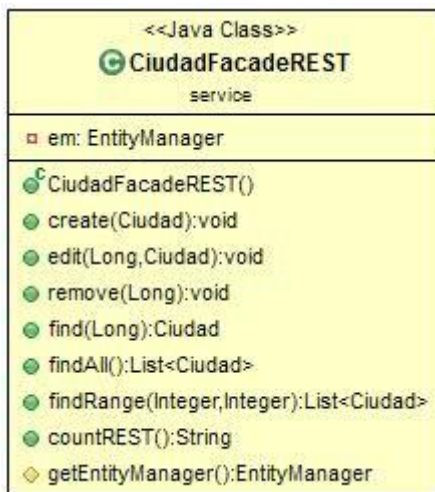 <<Java Class>>
C CiudadFacadeREST
service
em: EntityManager
C CiudadFacadeREST()
create(Ciudad):void
edit(Long,Ciudad):void
remove(Long):void
find(Long):Ciudad
findAll():List<Ciudad>
findRange(Integer,Integer):List<Ciudad>
countREST():String
getEntityManager():EntityManager